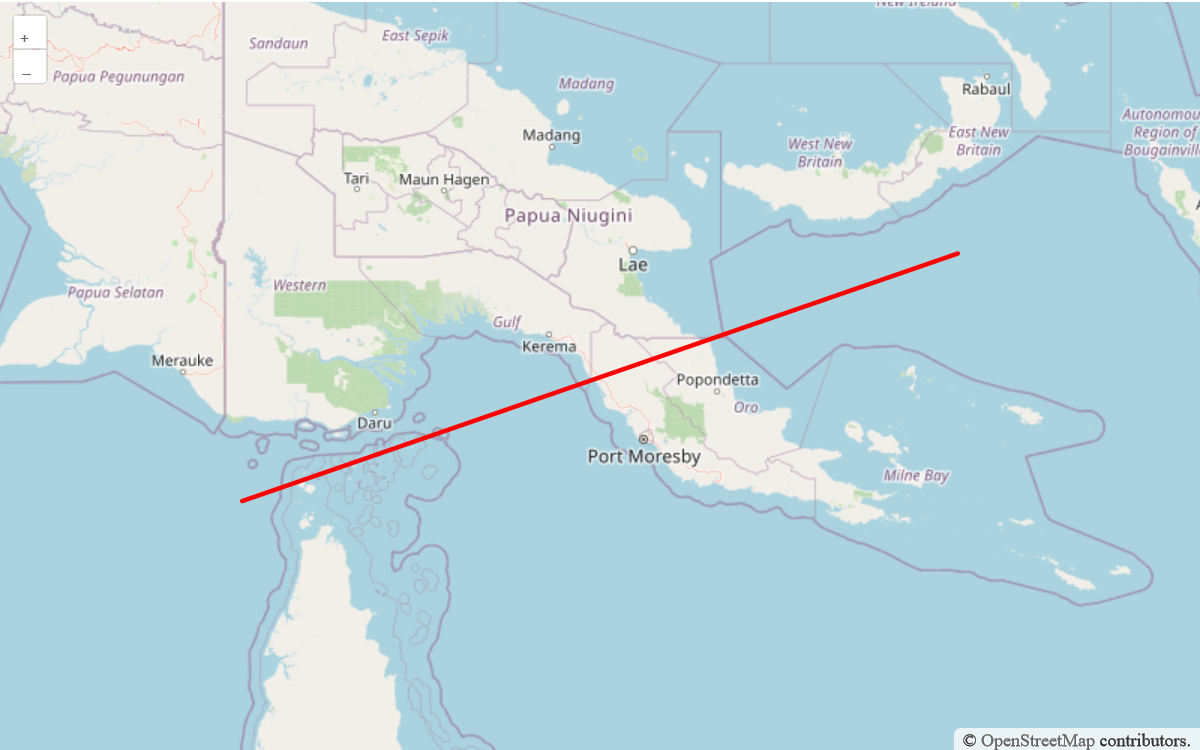 New Ireland
+
–
Sandaun
East Sepik
Papua Pegunungan
Madang
Rabaul
Madang
West New
Britain
East New
Britain
Autonomou
Region of
Bougainvill
Tari
Maun Hagen
A
Papua Niugini
Lae
Western
Papua Selatan
Gulf
Kerema
Merauke
Popondetta
Oro
Daru
Port Moresby
Milne Bay
© OpenStreetMap contributors.